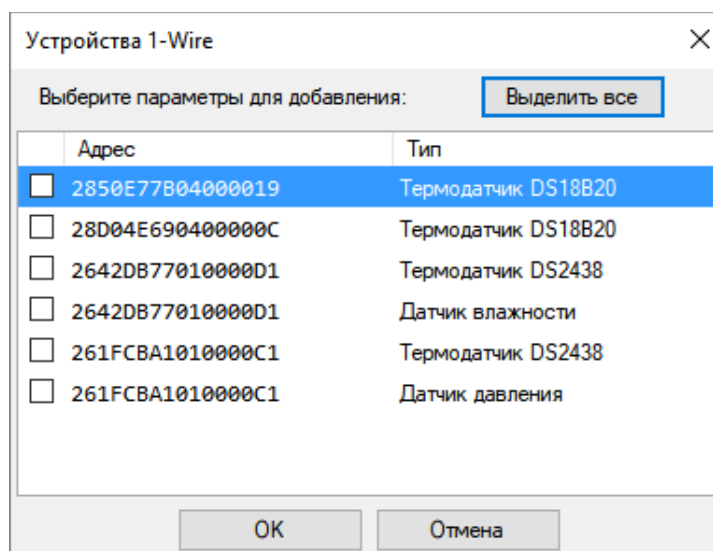 Устройства 1-Wire
Выберите параметры для добавления: Выделить все
Адрес Тип
2850E77B04000019 Термодатчик DS18B20
28D04E690400000C Термодатчик DS18B20
2642DB77010000D1 Термодатчик DS2438
2642DB77010000D1 Датчик влажности
261FCBA1010000C1 Термодатчик DS2438
261FCBA1010000C1 Датчик давления
OK Отмена